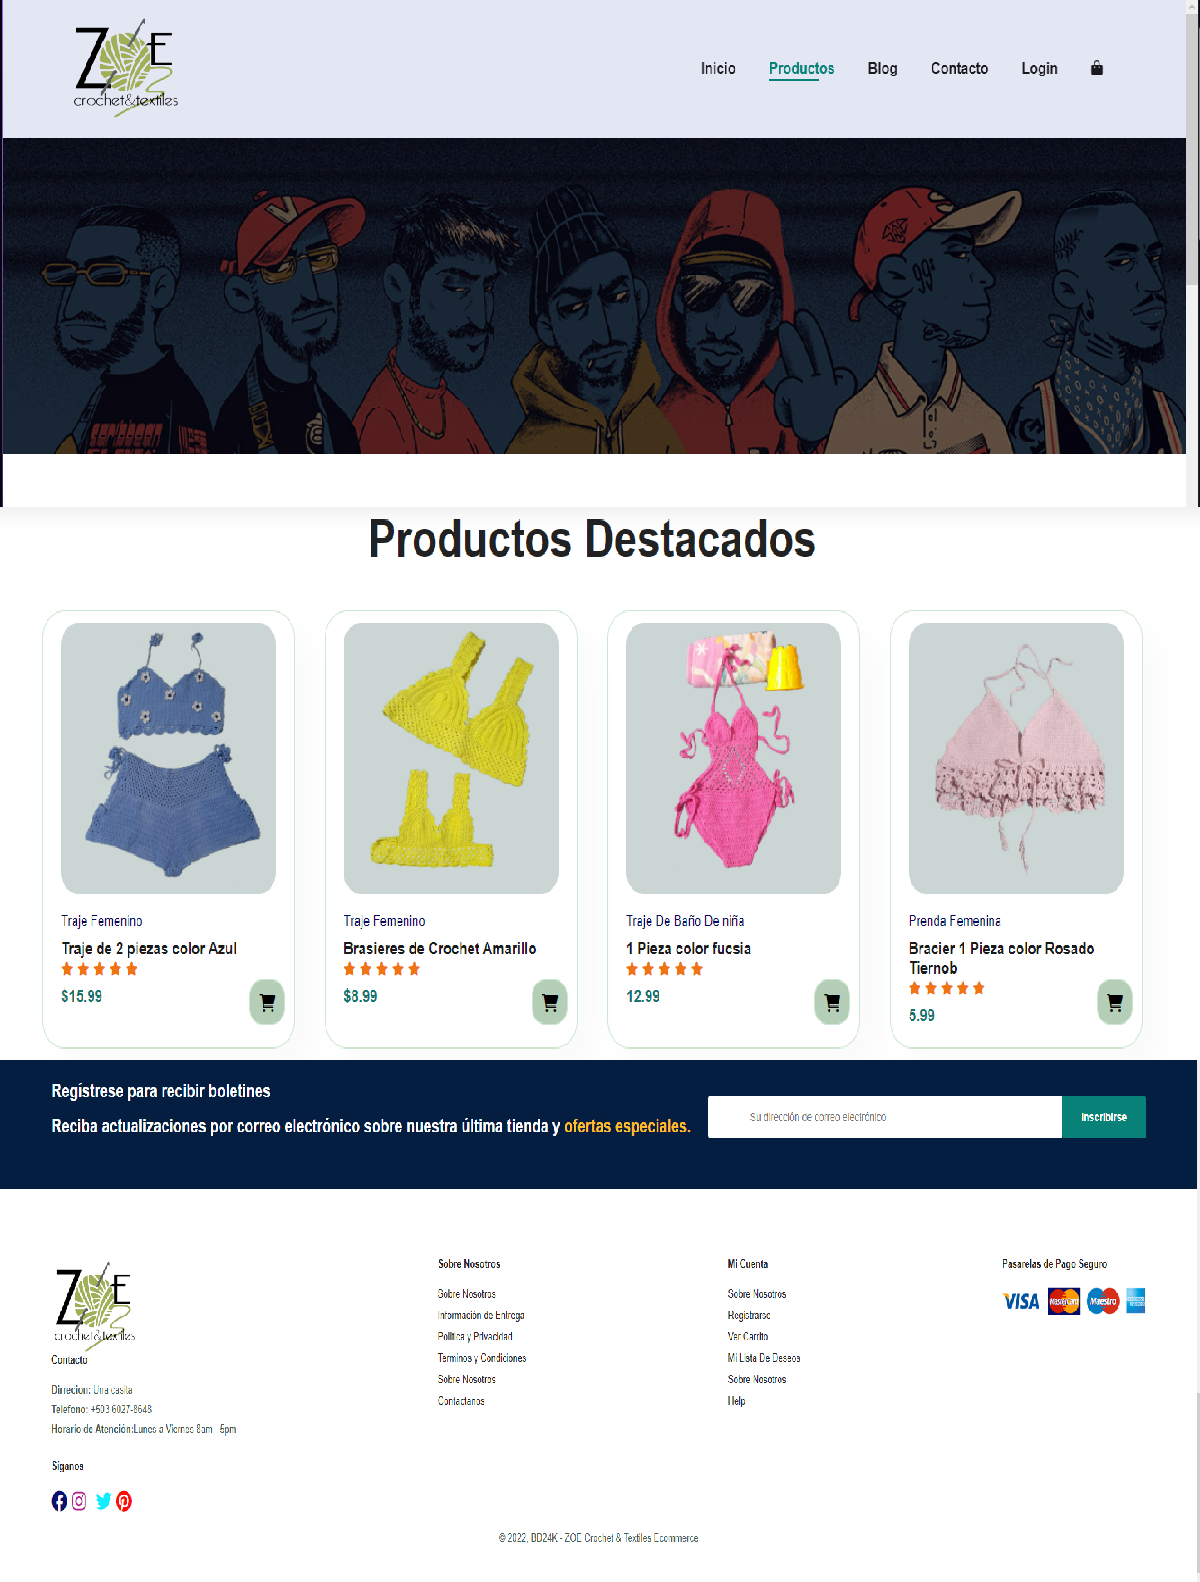 ZOE
crochet&textiles
Inicio
Productos
Blog
Contacto
Login
Productos Destacados
Traje Femenino
Traje de 2 piezas color Azul
$15.99
Traje Femenino
Brasieres de Crochet Amarillo
$8.99
Traje De Baño De niña
1 Pieza color fucsia
12.99
Prenda Femenina
Bracier 1 Pieza color Rosado
Tiernob
5.99
Regístrese para recibir boletines
Reciba actualizaciones por correo electrónico sobre nuestra última tienda y ofertas especiales.
Su dirección de correo electrónico
Inscribirse
ZOE
crochet&textiles
Contacto
Dirrecion: Una casita
Telefono: +593 6027-8648
Horario de Atención:Lunes a Viernes 8am - 5pm
Síganos
Sobre Nosotros
Sobre Nosotros
Información de Entrega
Politica y Privacidad
Terminos y Condiciones
Sobre Nosotros
Contactanos
Mi Cuenta
Sobre Nosotros
Registrarse
Ver Carrito
Mi Lista De Deseos
Sobre Nosotros
Help
Pasarelas de Pago Seguro
VISA
MasterCard
Maestro
© 2022, BD24K - ZOE Crochet & Textiles Ecommerce